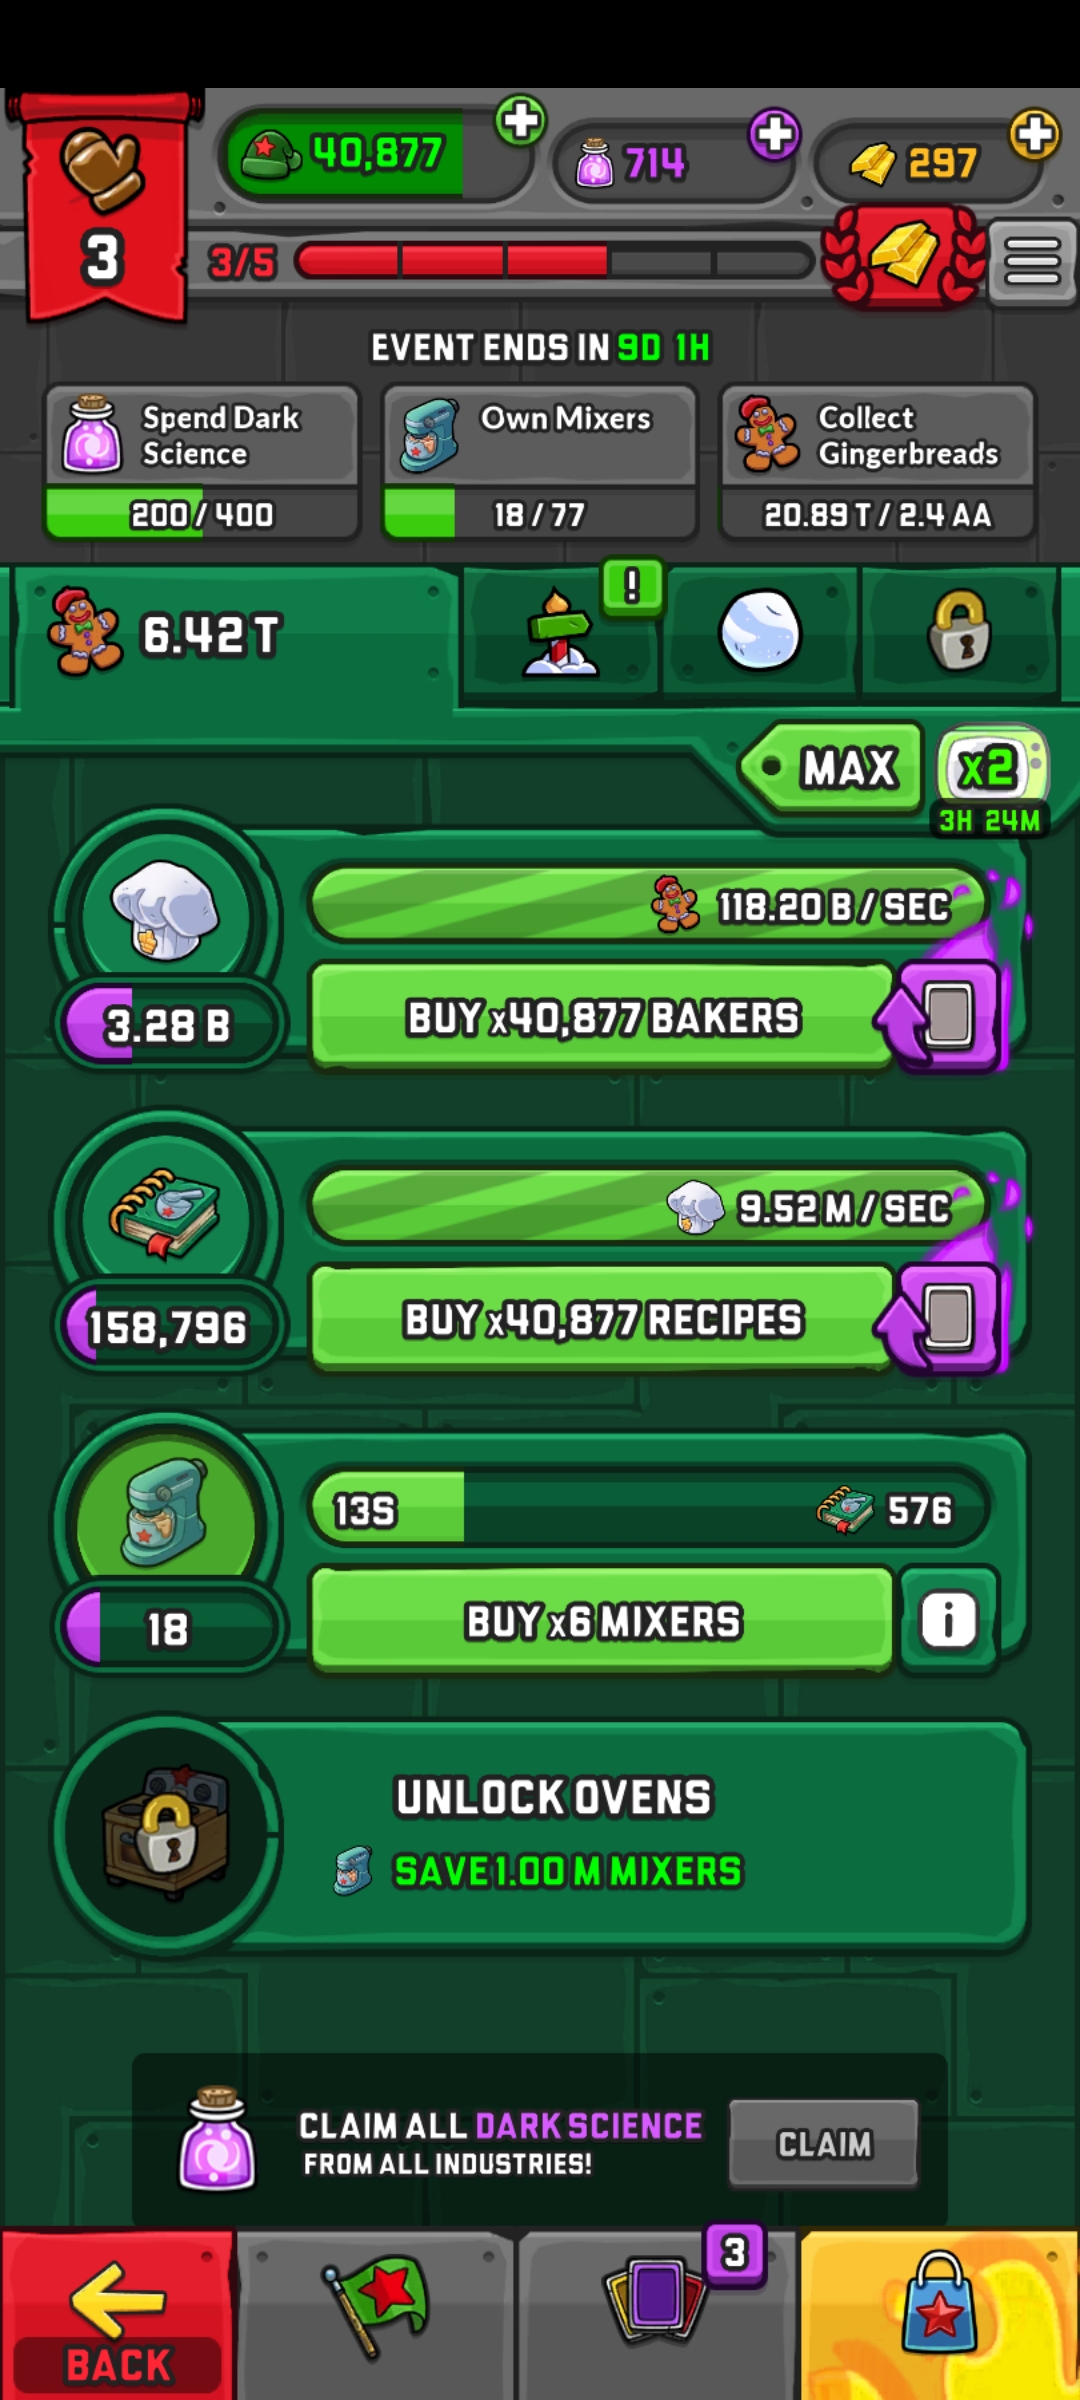 40,877
714
297
3
3/5
EVENT ENDS IN 9D 1H
Spend Dark Science
200 / 400
Own Mixers
18 / 77
Collect Gingerbreads
20.89 T / 2.4 AA
6.42 T
!
MAX
x2
3H 24M
118.20 B / SEC
3.28 B
BUY x40,877 BAKERS
9.52 M / SEC
158,796
BUY x40,877 RECIPES
13S
576
18
BUY x6 MIXERS
i
UNLOCK OVENS
SAVE 1.00 M MIXERS
CLAIM ALL DARK SCIENCE
FROM ALL INDUSTRIES!
CLAIM
3
BACK